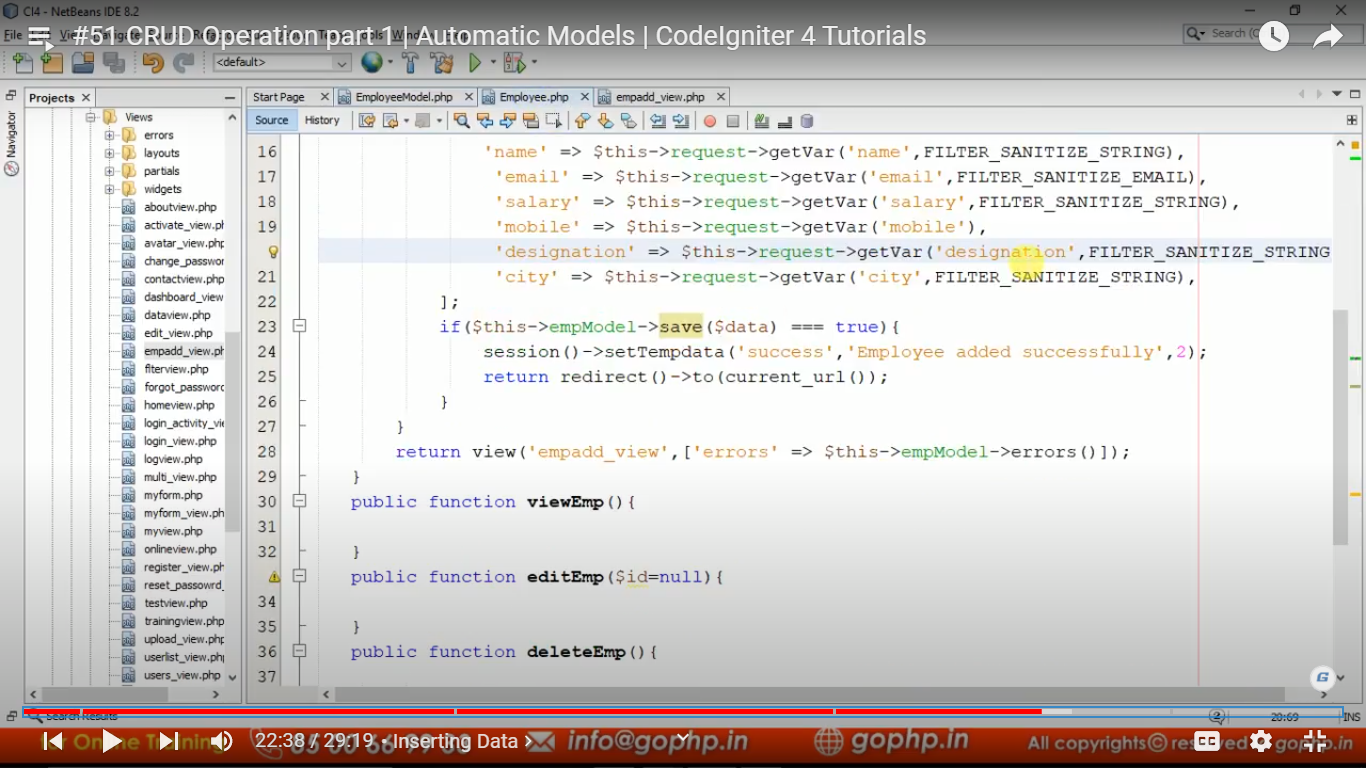 CI4 - NetBeans IDE 8.2
#51 CRUD Operation part 1 | Automatic Models | CodeIgniter 4 Tutorials
File
Search (C
<default>
Projects
Start Page
EmployeeModel.php
Employee.php
empadd_view.php
Navigator
Source
History
Views
errors
layouts
partials
widgets
aboutview.php
activate_view.ph
avatar_view.php
change_passwor
contactview.php
dashboard_view
dataview.php
edit_view.php
empadd_view.ph
flterview.php
forgot_password
homeview.php
login_activity_vie
login_view.php
logview.php
multi_view.php
myform.php
myform_view.ph
myview.php
onlineview.php
register_view.php
reset_passowrd_
testview.php
trainingview.php
upload_view.php
userlist_view.php
users_view.php
16 'name' => $this->request->getVar('name',FILTER_SANITIZE_STRING),
17 'email' => $this->request->getVar('email',FILTER_SANITIZE_EMAIL),
18 'salary' => $this->request->getVar('salary',FILTER_SANITIZE_STRING),
19 'mobile' => $this->request->getVar('mobile'),
'designation' => $this->request->getVar('designation',FILTER_SANITIZE_STRING
21 'city' => $this->request->getVar('city',FILTER_SANITIZE_STRING),
22 ];
23 if($this->empModel->save($data) === true){
24 session()->setTempdata('success','Employee added successfully',2);
25 return redirect()->to(current_url());
26 }
27 }
28 return view('empadd_view',['errors' => $this->empModel->errors()]);
29 }
30 public function viewEmp(){
31
32 }
public function editEmp($id=null){
34
35 }
36 public function deleteEmp(){
37
Search Results
20:69
INS
for Online Training
22:38 / 29:19 • Inserting Data
info@gophp.in
gophp.in
All copyrights© reserved gophp.in
CC